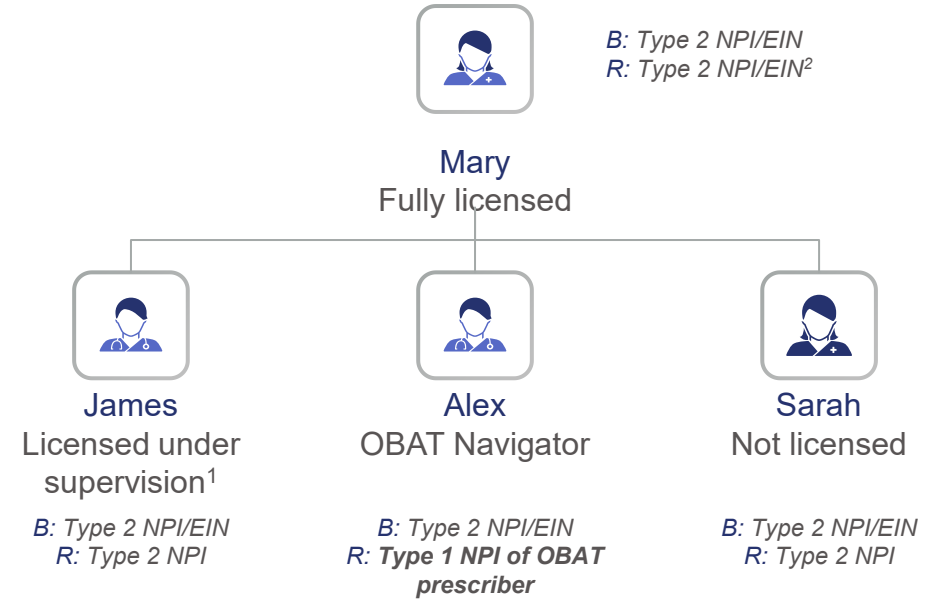 B: Type 2 NPI/EIN
R: Type 2 NPI/EIN²
Mary
Fully licensed
James
Licensed under
supervision¹
B: Type 2 NPI/EIN
R: Type 2 NPI
Alex
OBAT Navigator
B: Type 2 NPI/EIN
R: Type 1 NPI of OBAT
prescriber
Sarah
Not licensed
B: Type 2 NPI/EIN
R: Type 2 NPI